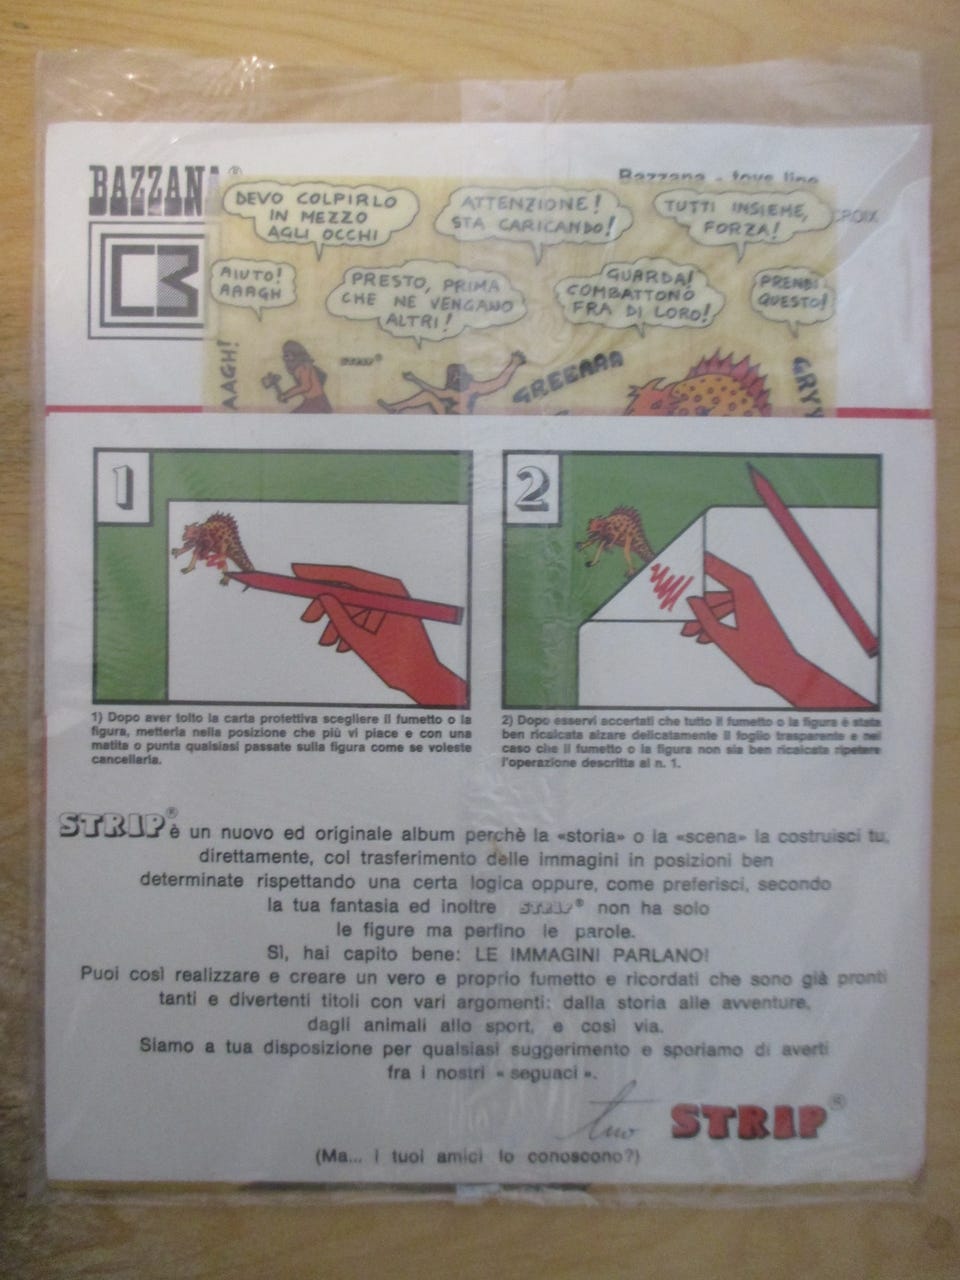 BAZZANA®
Bazzana - toys line
CROIX
DEVO COLPIRLO
IN MEZZO
AGLI OCCHI
ATTENZIONE!
STA CARICANDO!
TUTTI INSIEME,
FORZA!
AIUTO!
AAAGH
PRESTO, PRIMA
CHE NE VENGANO
ALTRI!
GUARDA!
COMBATTONO
FRA DI LORO!
PRENDI
QUESTO!
AAGH!
STRIP®
GREEARR
GRYY
1
2
1) Dopo aver tolto la carta protettiva scegliere il fumetto o la
figura, metterla nella posizione che più vi piace e con una
matita o punta qualsiasi passate sulla figura come se voleste
cancellarla.
2) Dopo esservi accertati che tutto il fumetto o la figura è stata
ben ricalcata alzare delicatamente il foglio trasparente e nel
caso che il fumetto o la figura non sia ben ricalcata ripetere
l'operazione descritta al n. 1.
STRIP® è un nuovo ed originale album perchè la «storia» o la «scena» la costruisci tu,
direttamente, col trasferimento delle immagini in posizioni ben
determinate rispettando una certa logica oppure, come preferisci, secondo
la tua fantasia ed inoltre STRIP® non ha solo
le figure ma perfino le parole.
Sì, hai capito bene: LE IMMAGINI PARLANO!
Puoi così realizzare e creare un vero e proprio fumetto e ricordati che sono già pronti
tanti e divertenti titoli con vari argomenti: dalla storia alle avventure,
dagli animali allo sport, e così via.
Siamo a tua disposizione per qualsiasi suggerimento e speriamo di averti
fra i nostri « seguaci ».
tuo STRIP®
(Ma... i tuoi amici lo conoscono?)